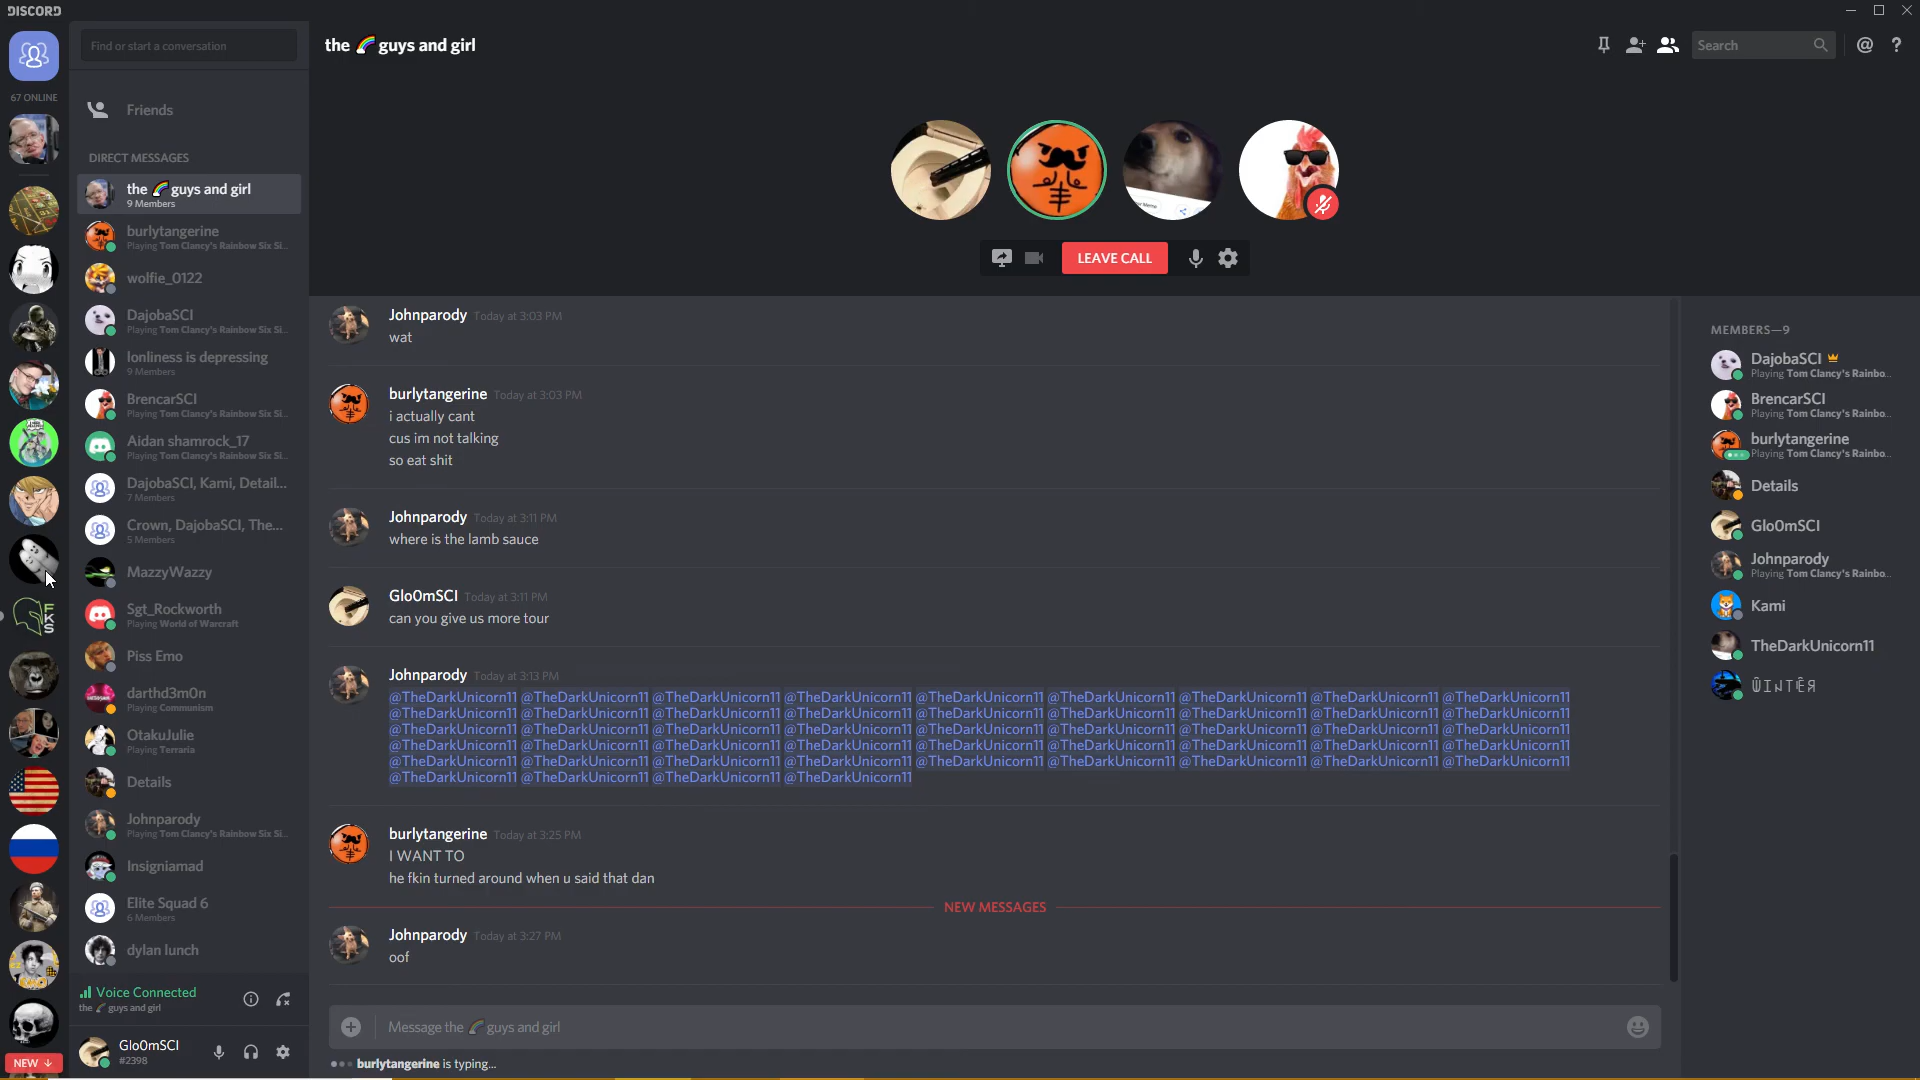 DISCORD
67 ONLINE
NEW ↓
Find or start a conversation
Friends
DIRECT MESSAGES
the 🌈 guys and girl
9 Members
burlytangerine
Playing Tom Clancy's Rainbow Six Si...
wolfie_0122
DajobaSCI
Playing Tom Clancy's Rainbow Six Si...
lonliness is depressing
9 Members
BrencarSCI
Playing Tom Clancy's Rainbow Six Si...
Aidan shamrock_17
Playing Tom Clancy's Rainbow Six Si...
DajobaSCI, Kami, Detail...
7 Members
Crown, DajobaSCI, The...
5 Members
MazzyWazzy
Sgt_Rockworth
Playing World of Warcraft
Piss Emo
darthd3m0n
Playing Communism
OtakuJulie
Playing Terraria
Details
Johnparody
Playing Tom Clancy's Rainbow Six Si...
Insigniamad
Elite Squad 6
6 Members
dylan lunch
Voice Connected
the 🌈 guys and girl
Glo0mSCI
#2398
the 🌈 guys and girl
Search
LEAVE CALL
Johnparody Today at 3:03 PM
wat
burlytangerine Today at 3:03 PM
i actually cant
cus im not talking
so eat shit
Johnparody Today at 3:11 PM
where is the lamb sauce
Glo0mSCI Today at 3:11 PM
can you give us more tour
Johnparody Today at 3:13 PM
@TheDarkUnicorn11 @TheDarkUnicorn11 @TheDarkUnicorn11 @TheDarkUnicorn11 @TheDarkUnicorn11 @TheDarkUnicorn11 @TheDarkUnicorn11 @TheDarkUnicorn11 @TheDarkUnicorn11
@TheDarkUnicorn11 @TheDarkUnicorn11 @TheDarkUnicorn11 @TheDarkUnicorn11 @TheDarkUnicorn11 @TheDarkUnicorn11 @TheDarkUnicorn11 @TheDarkUnicorn11 @TheDarkUnicorn11
@TheDarkUnicorn11 @TheDarkUnicorn11 @TheDarkUnicorn11 @TheDarkUnicorn11 @TheDarkUnicorn11 @TheDarkUnicorn11 @TheDarkUnicorn11 @TheDarkUnicorn11 @TheDarkUnicorn11
@TheDarkUnicorn11 @TheDarkUnicorn11 @TheDarkUnicorn11 @TheDarkUnicorn11 @TheDarkUnicorn11 @TheDarkUnicorn11 @TheDarkUnicorn11 @TheDarkUnicorn11 @TheDarkUnicorn11
@TheDarkUnicorn11 @TheDarkUnicorn11 @TheDarkUnicorn11 @TheDarkUnicorn11 @TheDarkUnicorn11 @TheDarkUnicorn11 @TheDarkUnicorn11 @TheDarkUnicorn11 @TheDarkUnicorn11
@TheDarkUnicorn11 @TheDarkUnicorn11 @TheDarkUnicorn11 @TheDarkUnicorn11
burlytangerine Today at 3:25 PM
I WANT TO
he fkin turned around when u said that dan
NEW MESSAGES
Johnparody Today at 3:27 PM
oof
Message the 🌈 guys and girl
burlytangerine is typing...
MEMBERS—9
DajobaSCI
Playing Tom Clancy's Rainbo...
BrencarSCI
Playing Tom Clancy's Rainbo...
burlytangerine
Playing Tom Clancy's Rainbo...
Details
Glo0mSCI
Johnparody
Playing Tom Clancy's Rainbo...
Kami
TheDarkUnicorn11